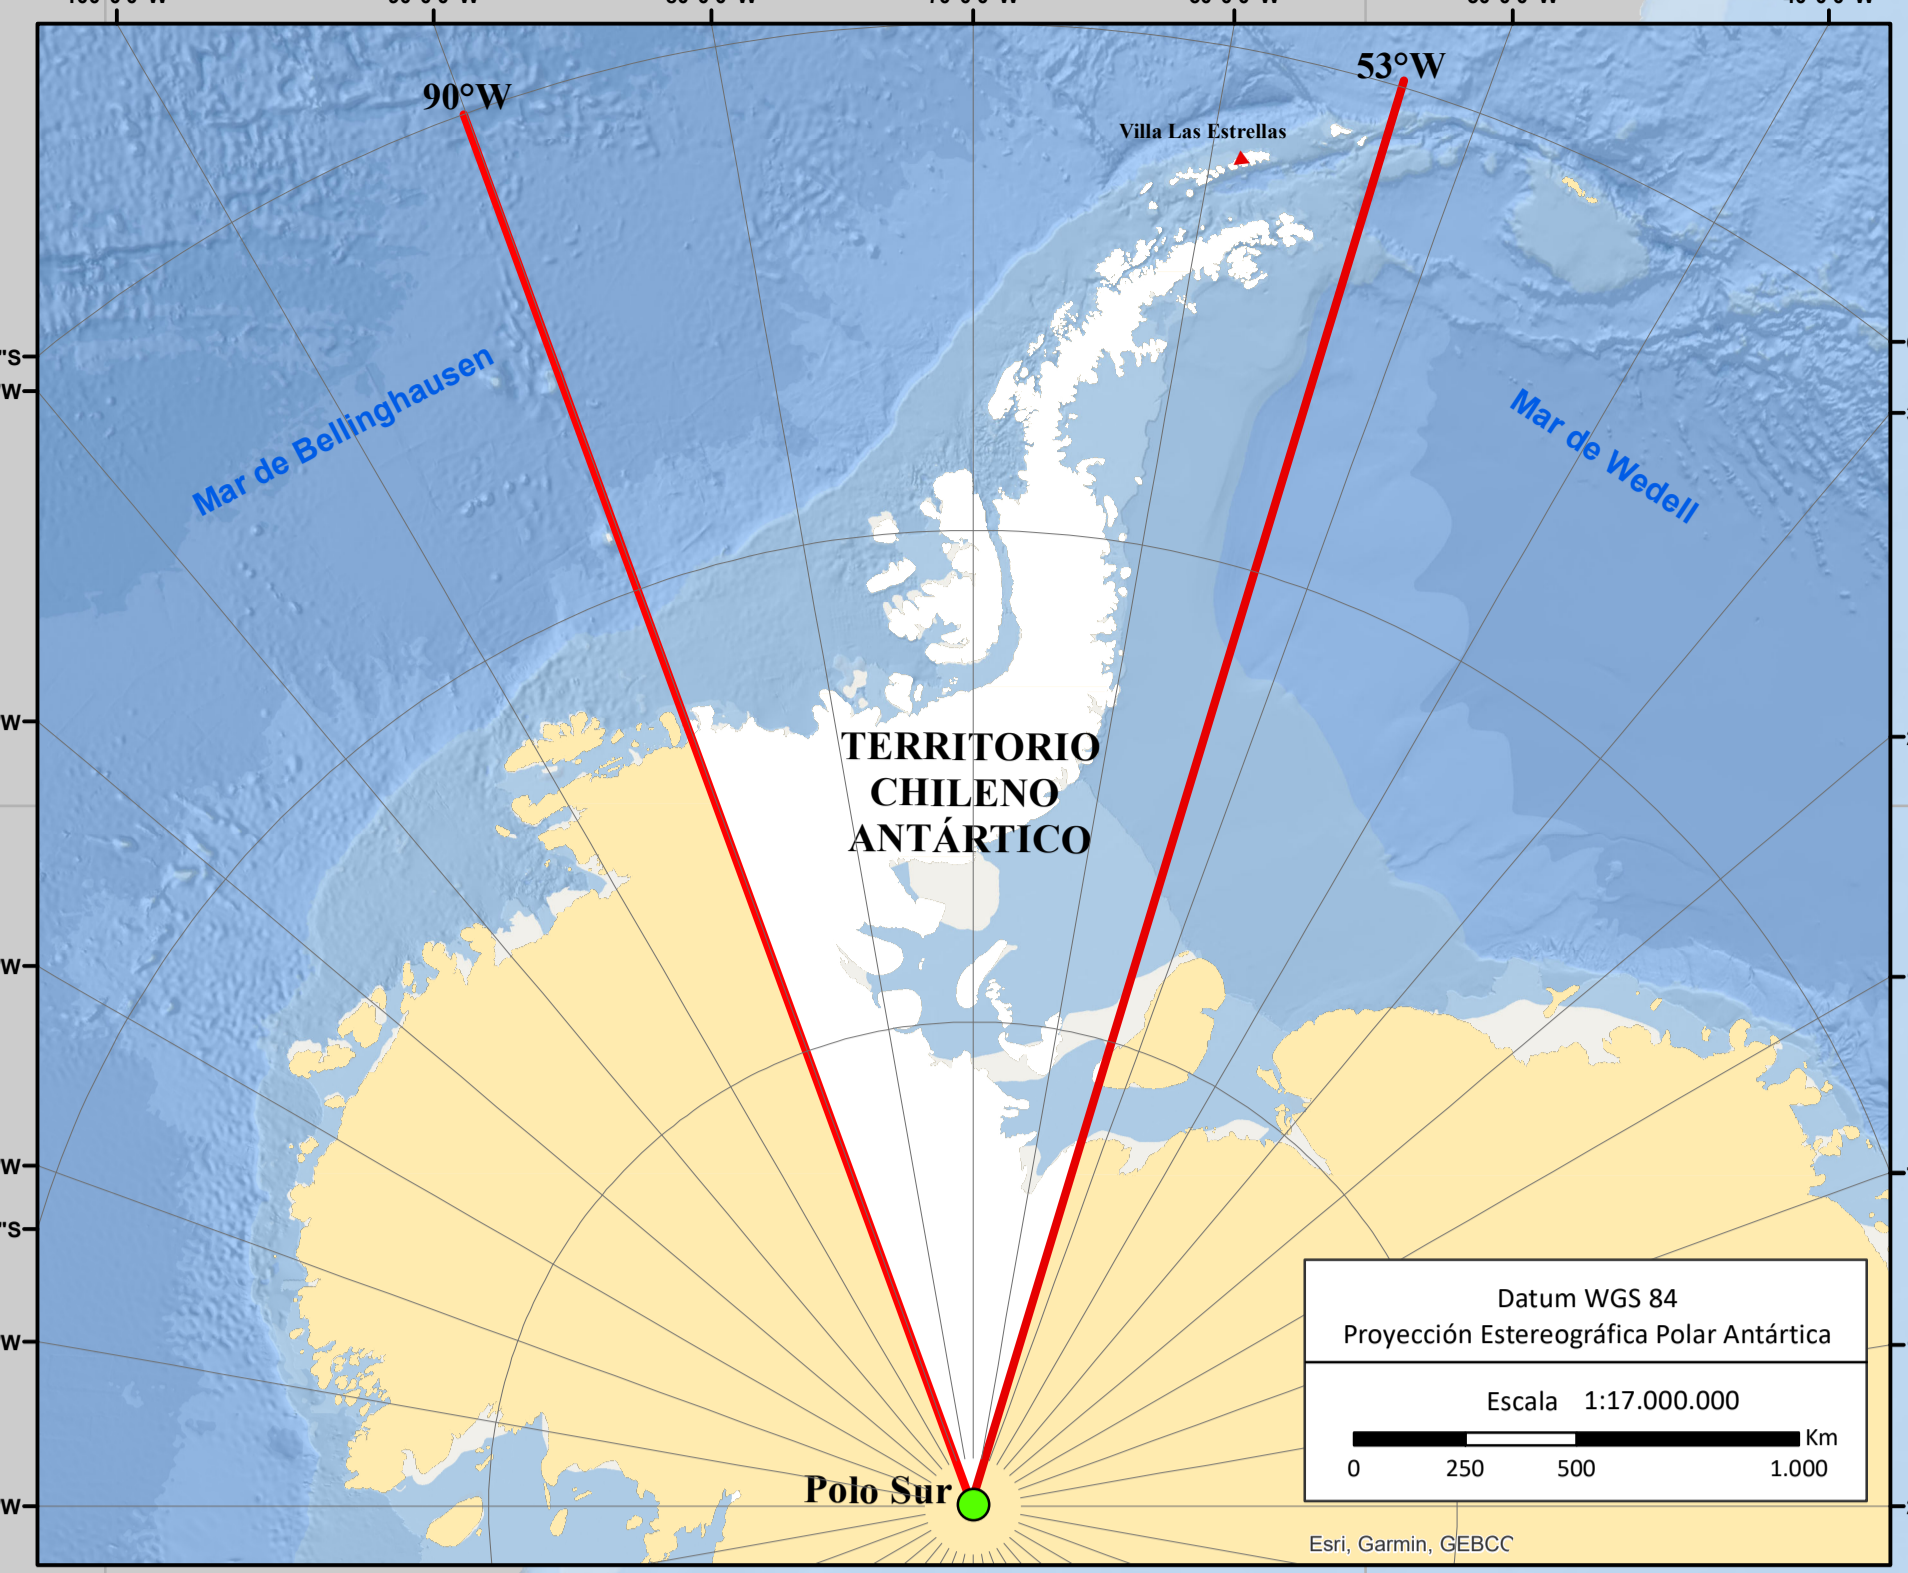 90°W
53°W
Villa Las Estrellas
Mar de Bellinghausen
Mar de Wedell
TERRITORIO
CHILENO
ANTÁRTICO
Polo Sur
Datum WGS 84
Proyección Estereográfica Polar Antártica
Escala 1:17.000.000
Km
0 250 500 1.000
Esri, Garmin, GEBCO
"S
W
W
W
W
"S
W
W